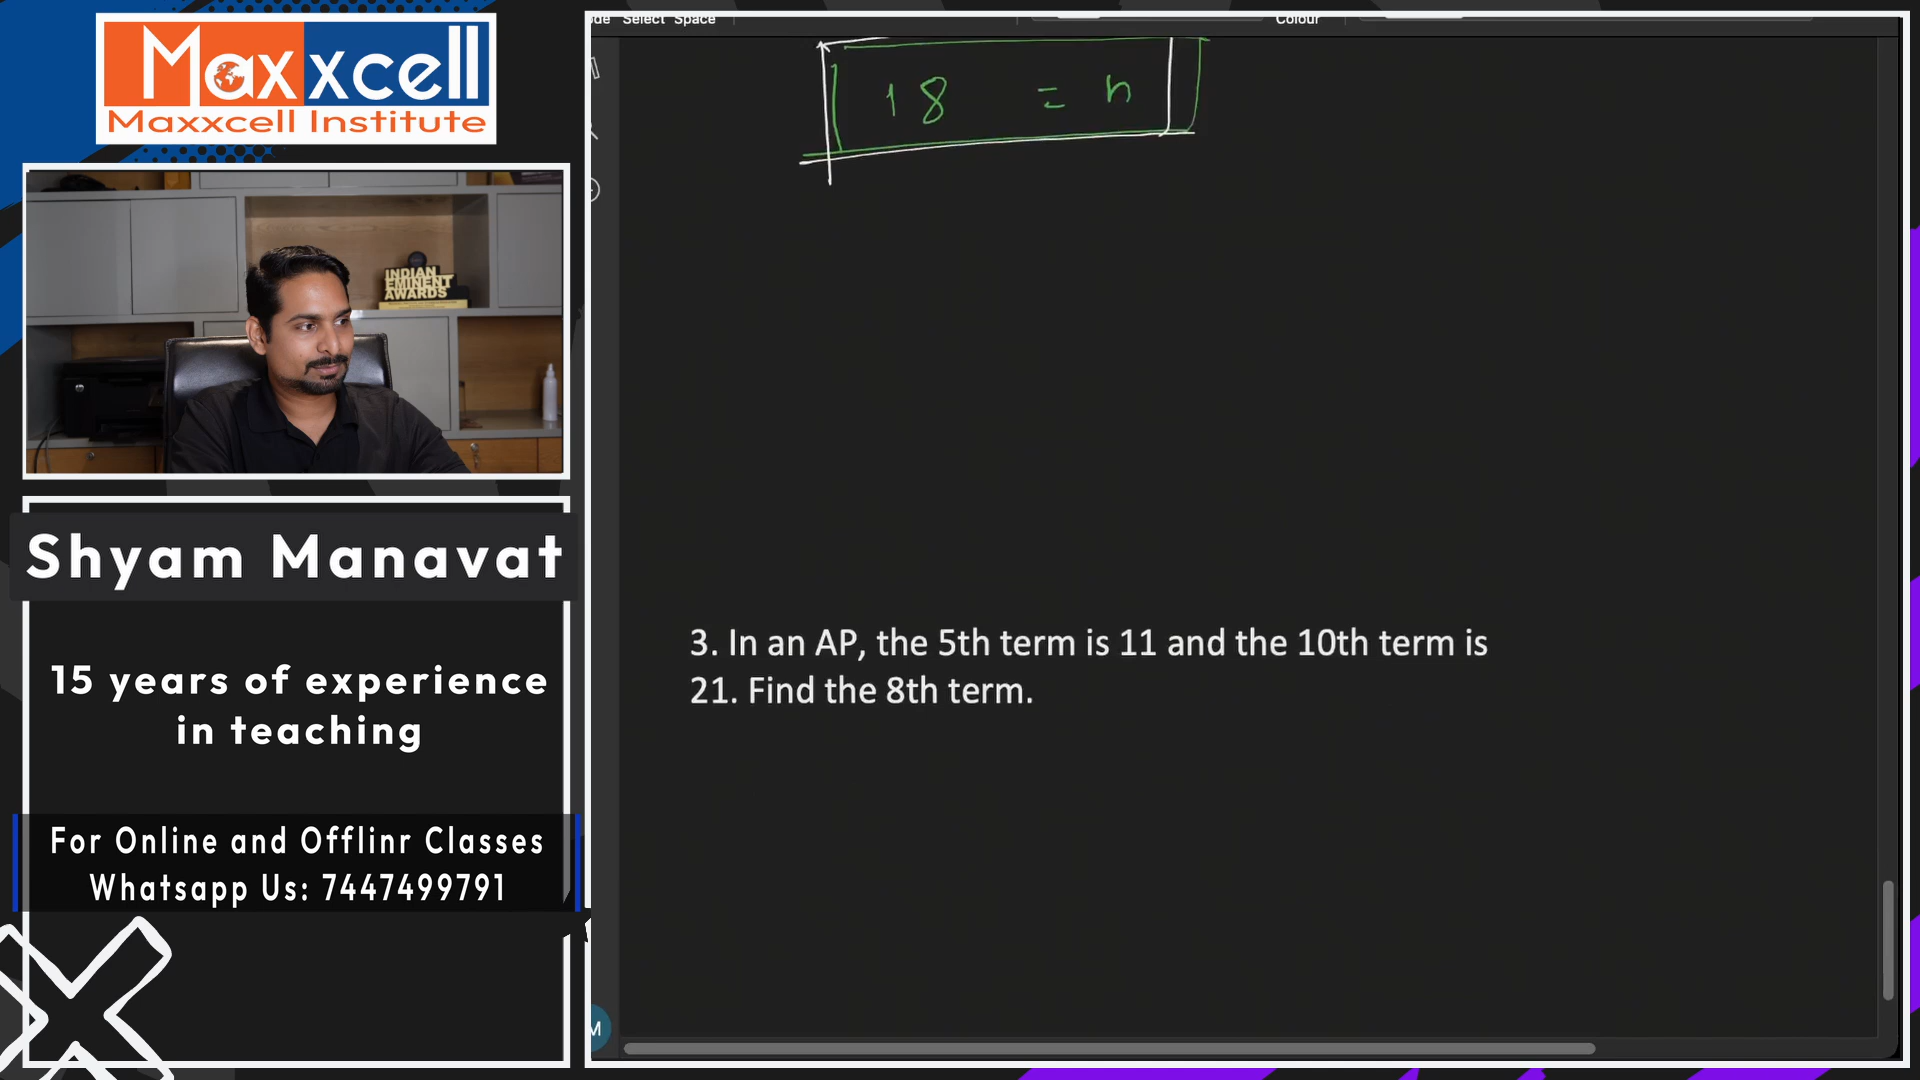 Maxxcell
Maxxcell Institute
INDIAN
EMINENT
AWARDS
Shyam Manavat
15 years of experience
in teaching
For Online and Offlinr Classes
Whatsapp Us: 7447499791
Select Space
Colour
18 = n
3. In an AP, the 5th term is 11 and the 10th term is
21. Find the 8th term.
M